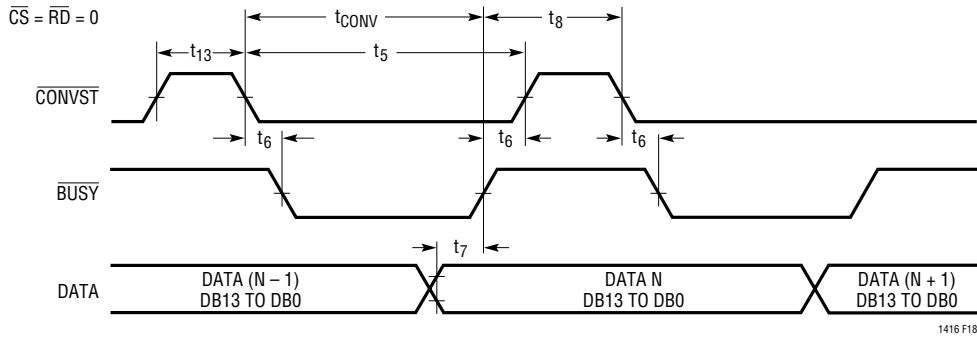 CS = RD = 0
tCONV
t8
t13
t5
CONVST
t6
t6
t6
BUSY
t7
DATA
DATA (N – 1)
DB13 TO DB0
DATA N
DB13 TO DB0
DATA (N + 1)
DB13 TO DB0
1416 F18